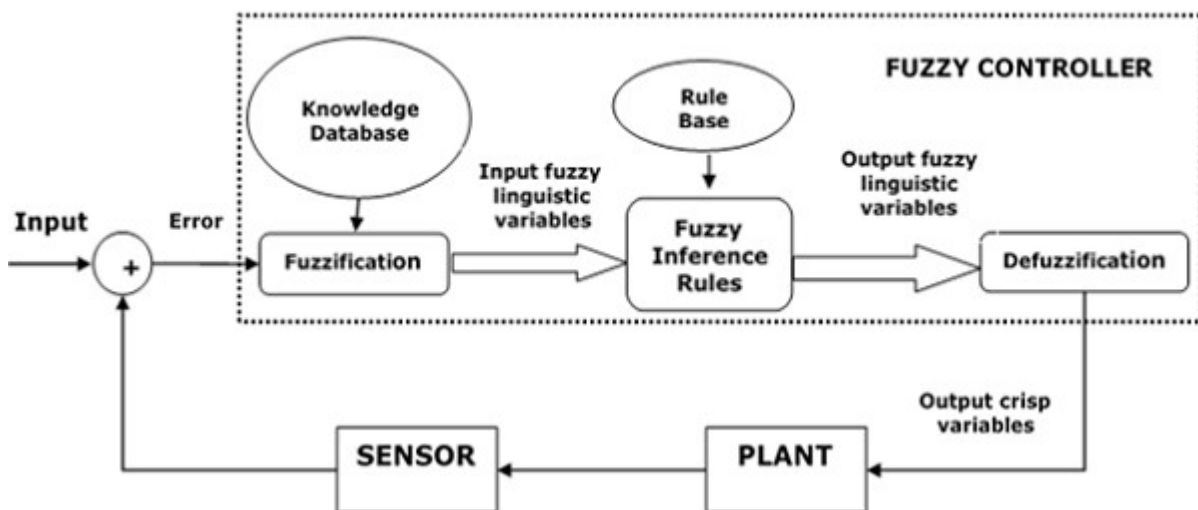 FUZZY CONTROLLER
Knowledge
Database
Rule
Base
Input fuzzy
linguistic
variables
Output fuzzy
linguistic
variables
Input
Error
+
Fuzzification
Fuzzy
Inference
Rules
Defuzzification
Output crisp
variables
SENSOR
PLANT